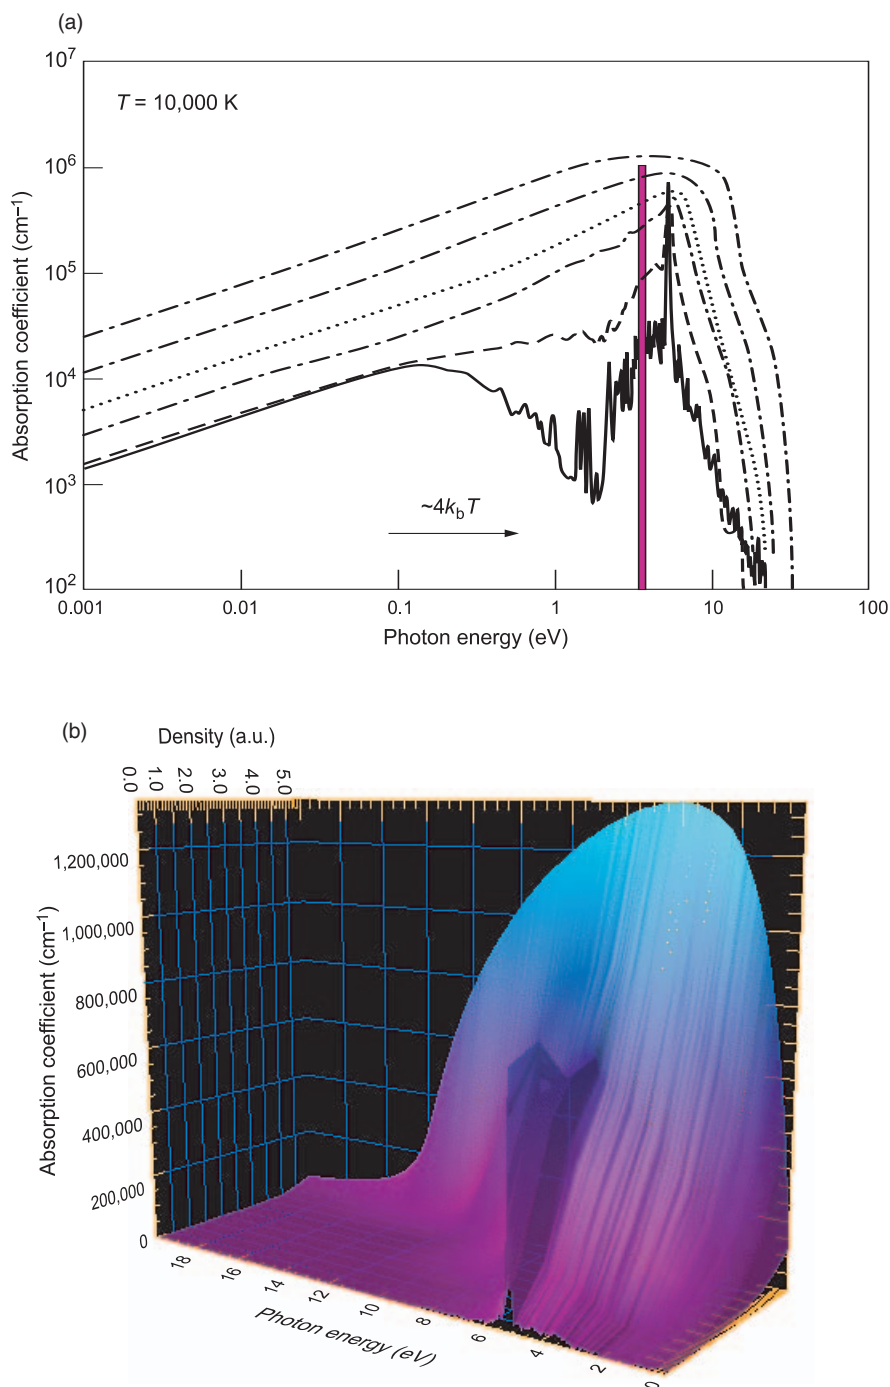 (a)
10⁷
T = 10,000 K
10⁶
10⁵
10⁴
10³
10²
Absorption coefficient (cm⁻¹)
~4k_bT
0.001 0.01 0.1 1 10 100
Photon energy (eV)
(b)
Density (a.u.)
0.0 1.0 2.0 3.0 4.0 5.0
1,200,000
1,000,000
800,000
600,000
400,000
200,000
0
Absorption coefficient (cm⁻¹)
18 16 14 12 10 8 6 4 2 0
Photon energy (eV)